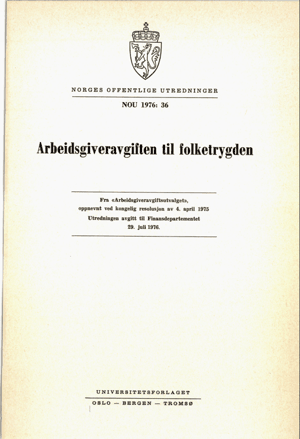 NORGES OFFENTLIGE UTREDNINGER
NOU 1976: 36
Arbeidsgiveravgiften til folketrygden
Fra «Arbeidsgiveravgiftsutvalget»,
oppnevnt ved kongelig resolusjon av 4. april 1975
Utredningen avgitt til Finansdepartementet
29. juli 1976.
UNIVERSITETSFORLAGET
OSLO — BERGEN — TROMSØ